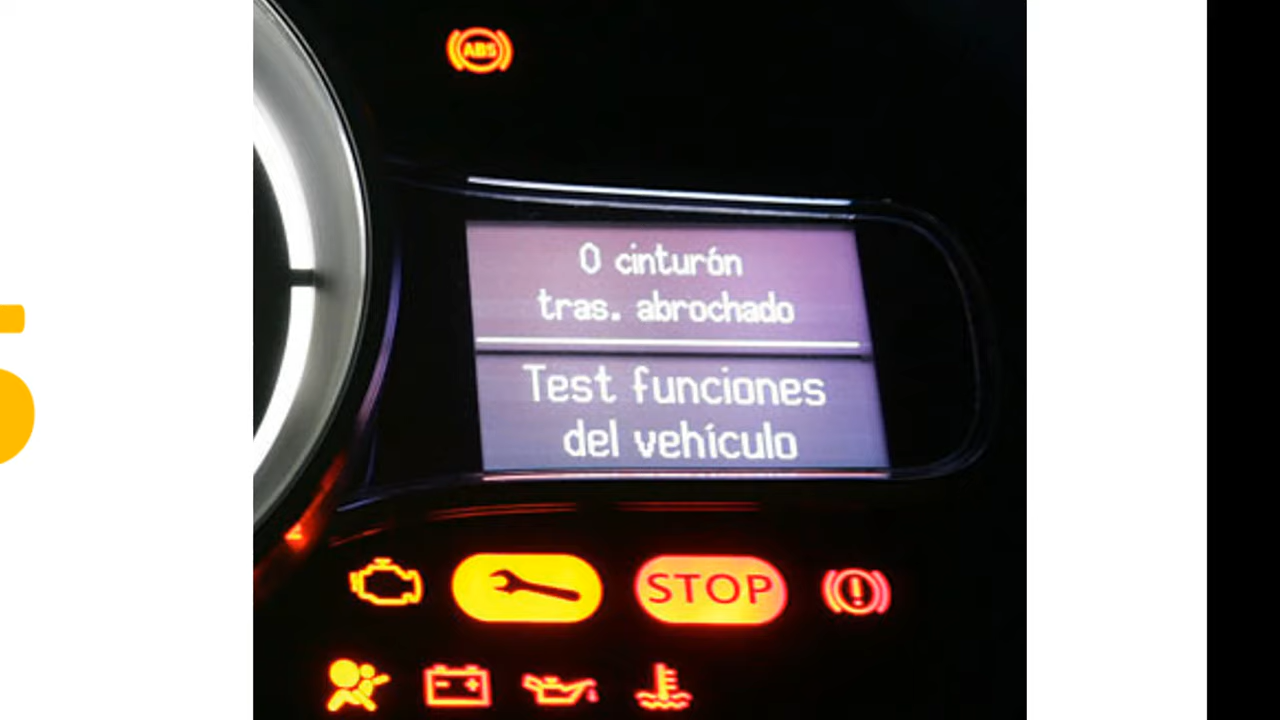 ABS
0 cinturón
tras. abrochado
Test funciones
del vehículo
STOP